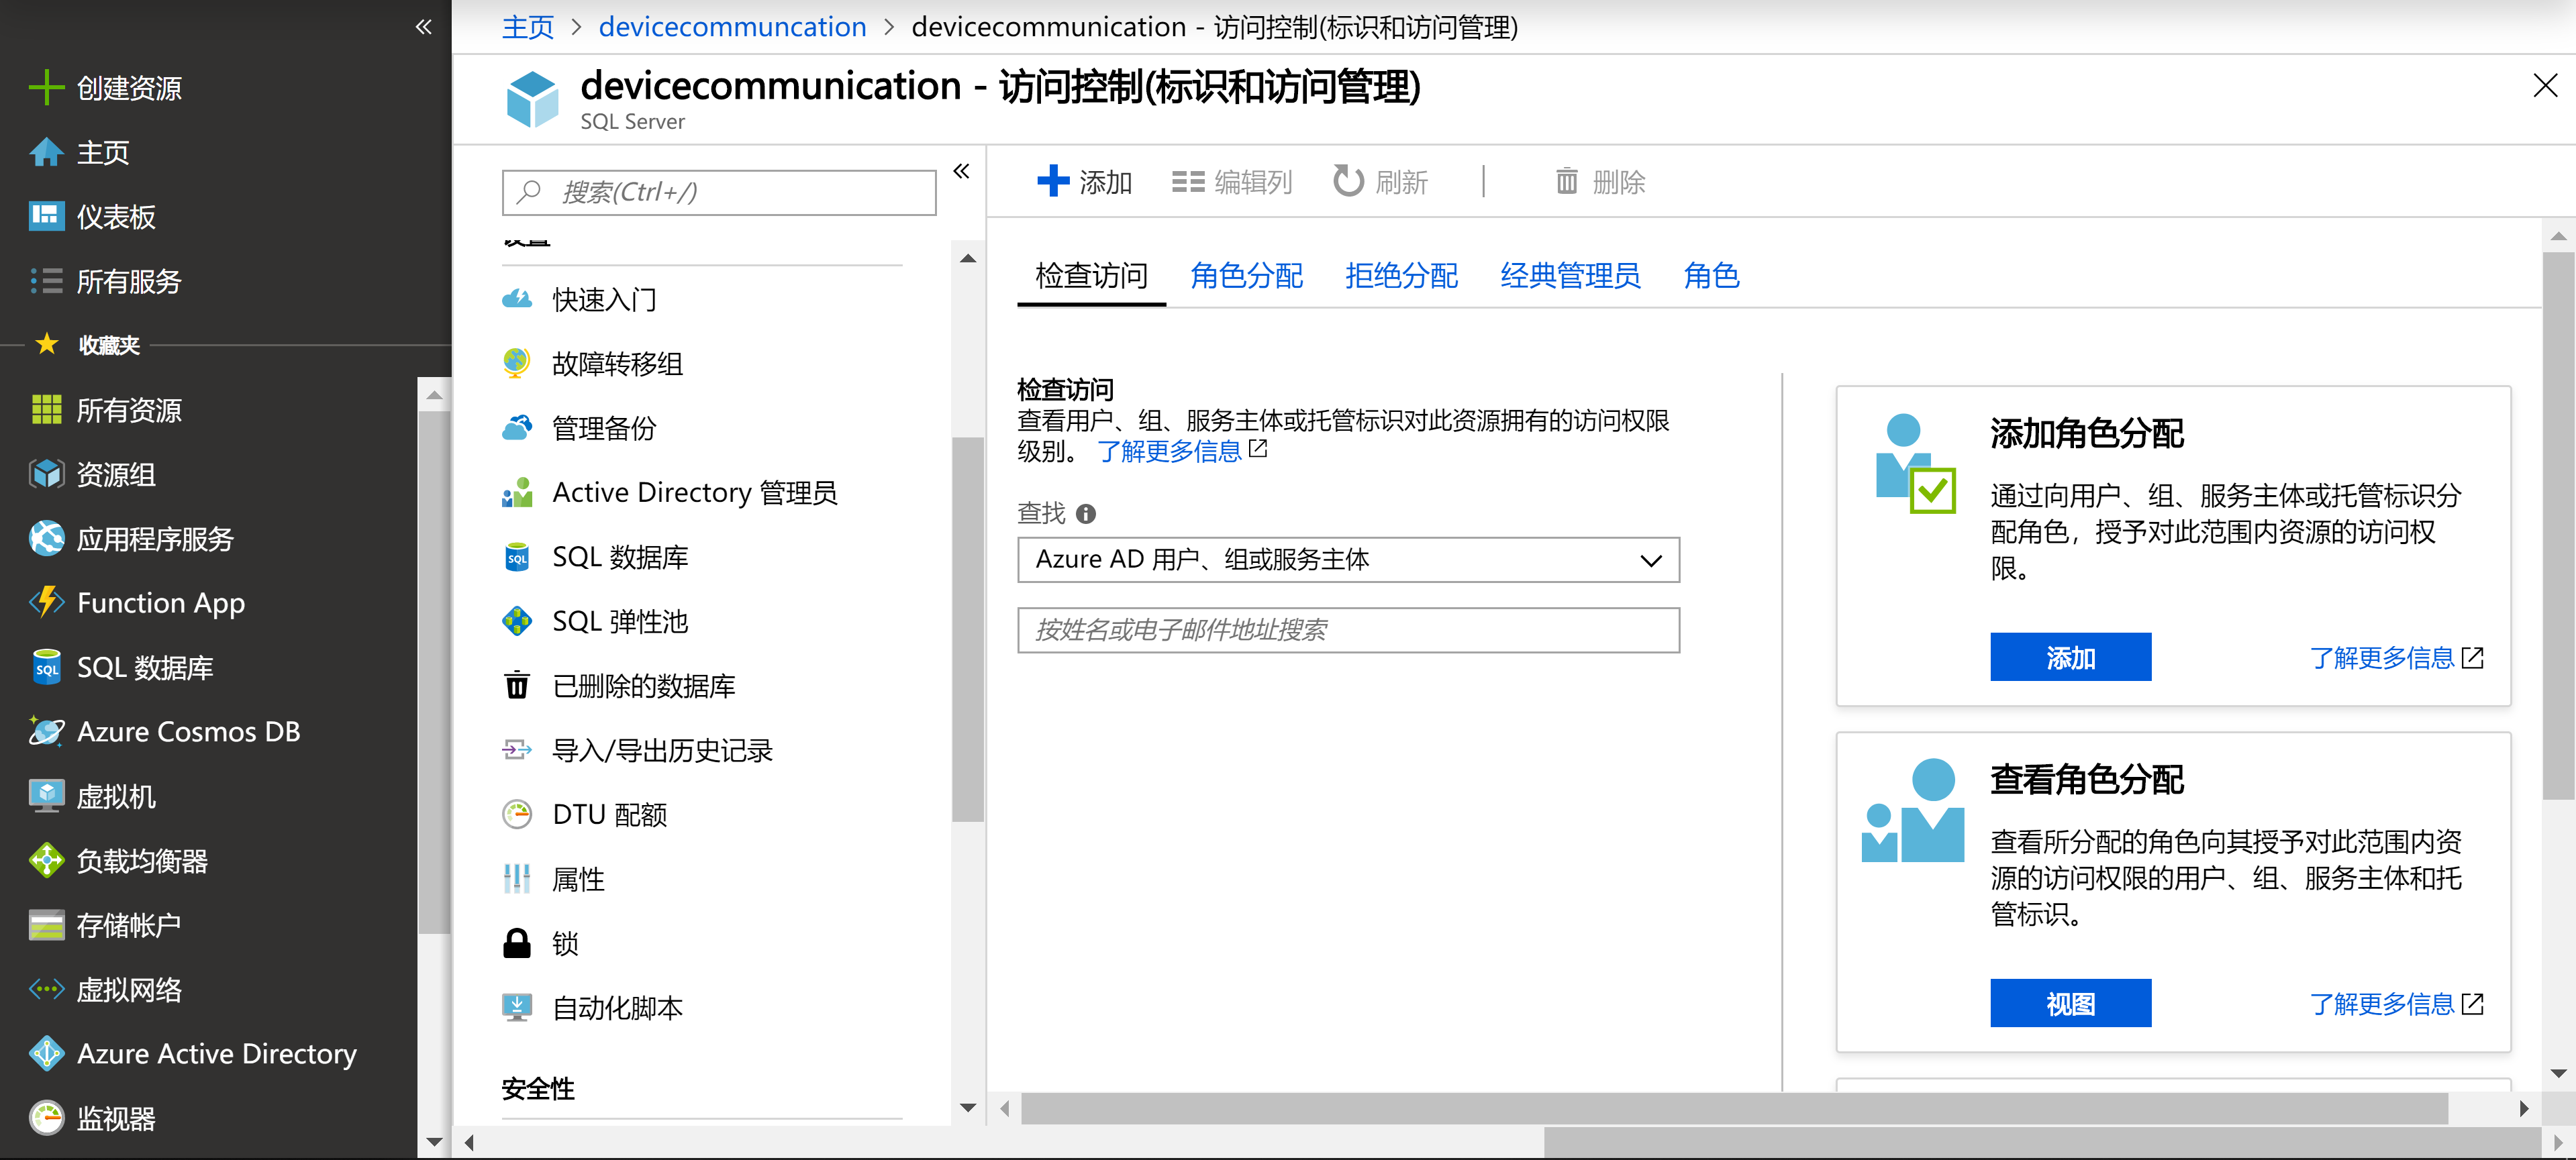 主页 > devicecommuncation > devicecommunication - 访问控制(标识和访问管理)
devicecommunication - 访问控制(标识和访问管理)
SQL Server
创建资源
主页
仪表板
所有服务
收藏夹
所有资源
资源组
应用程序服务
Function App
SQL 数据库
Azure Cosmos DB
虚拟机
负载均衡器
存储帐户
虚拟网络
Azure Active Directory
监视器
搜索(Ctrl+/)
设置
快速入门
故障转移组
管理备份
Active Directory 管理员
SQL 数据库
SQL 弹性池
已删除的数据库
导入/导出历史记录
DTU 配额
属性
锁
自动化脚本
安全性
添加 编辑列 刷新 删除
检查访问 角色分配 拒绝分配 经典管理员 角色
检查访问
查看用户、组、服务主体或托管标识对此资源拥有的访问权限
级别。 了解更多信息
查找
Azure AD 用户、组或服务主体
按姓名或电子邮件地址搜索
添加角色分配
通过向用户、组、服务主体或托管标识分
配角色，授予对此范围内资源的访问权
限。
添加 了解更多信息
查看角色分配
查看所分配的角色向其授予对此范围内资
源的访问权限的用户、组、服务主体和托
管标识。
视图 了解更多信息